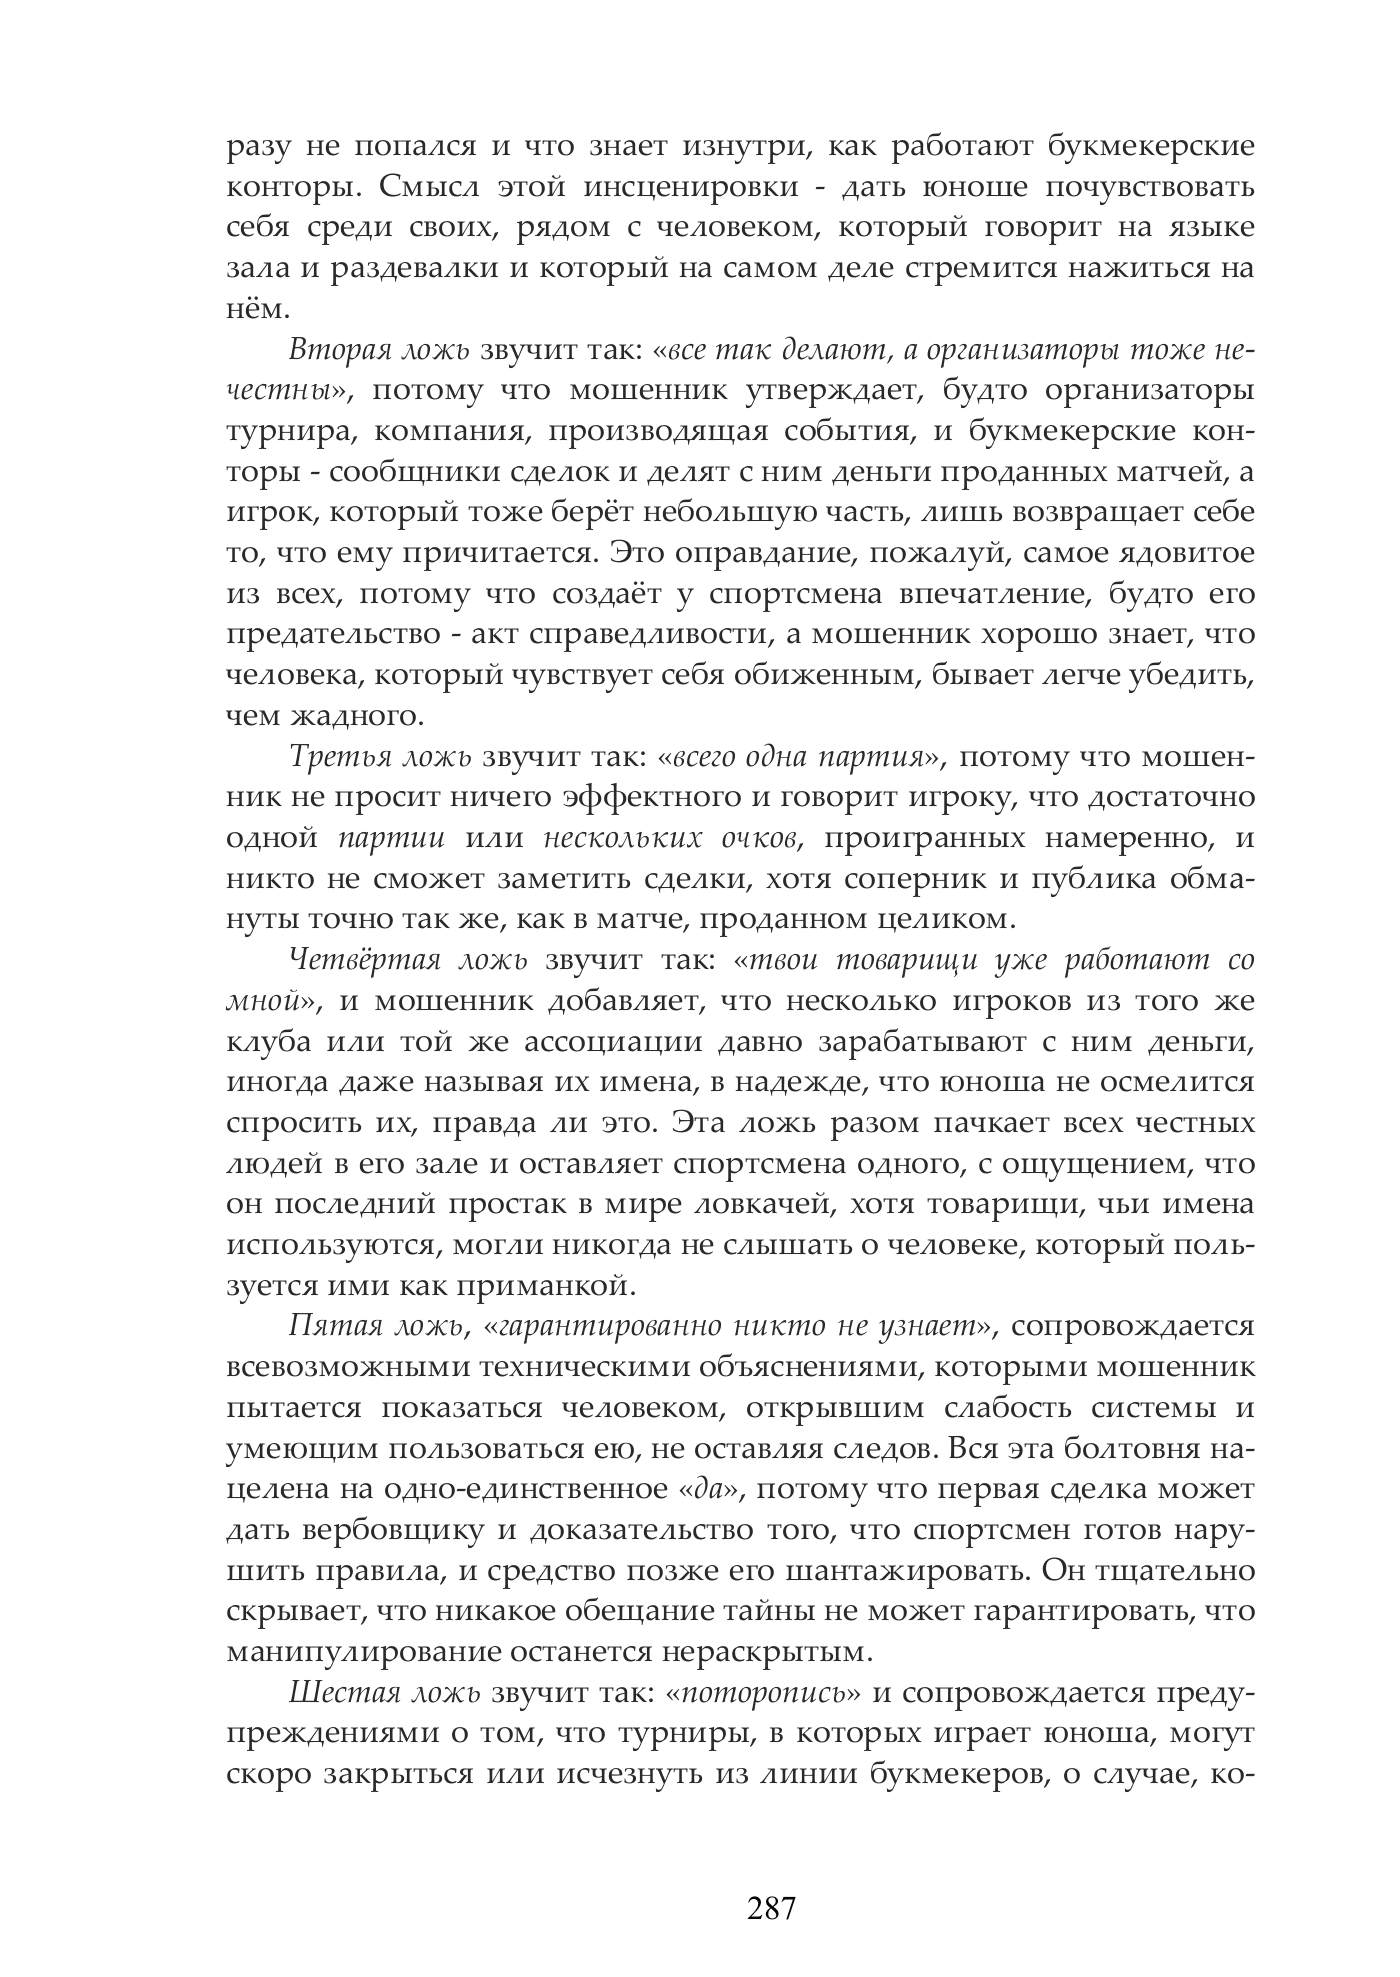 разу не попался и что знает изнутри, как работают букмекерские
конторы. Смысл этой инсценировки - дать юноше почувствовать
себя среди своих, рядом с человеком, который говорит на языке
зала и раздевалки и который на самом деле стремится нажиться на
нём.
Вторая ложь звучит так: «все так делают, а организаторы тоже не-
честны», потому что мошенник утверждает, будто организаторы
турнира, компания, производящая события, и букмекерские кон-
торы - сообщники сделок и делят с ним деньги проданных матчей, а
игрок, который тоже берёт небольшую часть, лишь возвращает себе
то, что ему причитается. Это оправдание, пожалуй, самое ядовитое
из всех, потому что создаёт у спортсмена впечатление, будто его
предательство - акт справедливости, а мошенник хорошо знает, что
человека, который чувствует себя обиженным, бывает легче убедить,
чем жадного.
Третья ложь звучит так: «всего одна партия», потому что мошен-
ник не просит ничего эффектного и говорит игроку, что достаточно
одной партии или нескольких очков, проигранных намеренно, и
никто не сможет заметить сделки, хотя соперник и публика обма-
нуты точно так же, как в матче, проданном целиком.
Четвёртая ложь звучит так: «твои товарищи уже работают со
мной», и мошенник добавляет, что несколько игроков из того же
клуба или той же ассоциации давно зарабатывают с ним деньги,
иногда даже называя их имена, в надежде, что юноша не осмелится
спросить их, правда ли это. Эта ложь разом пачкает всех честных
людей в его зале и оставляет спортсмена одного, с ощущением, что
он последний простак в мире ловкачей, хотя товарищи, чьи имена
используются, могли никогда не слышать о человеке, который поль-
зуется ими как приманкой.
Пятая ложь, «гарантированно никто не узнает», сопровождается
всевозможными техническими объяснениями, которыми мошенник
пытается показаться человеком, открывшим слабость системы и
умеющим пользоваться ею, не оставляя следов. Вся эта болтовня на-
целена на одно-единственное «да», потому что первая сделка может
дать вербовщику и доказательство того, что спортсмен готов нару-
шить правила, и средство позже его шантажировать. Он тщательно
скрывает, что никакое обещание тайны не может гарантировать, что
манипулирование останется нераскрытым.
Шестая ложь звучит так: «поторопись» и сопровождается преду-
преждениями о том, что турниры, в которых играет юноша, могут
скоро закрыться или исчезнуть из линии букмекеров, о случае, ко-
287